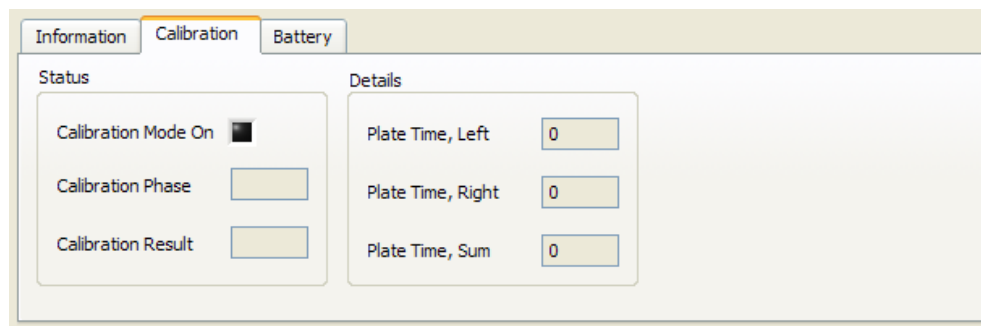 Information Calibration Battery
Status
Calibration Mode On
Calibration Phase
Calibration Result
Details
Plate Time, Left 0
Plate Time, Right 0
Plate Time, Sum 0